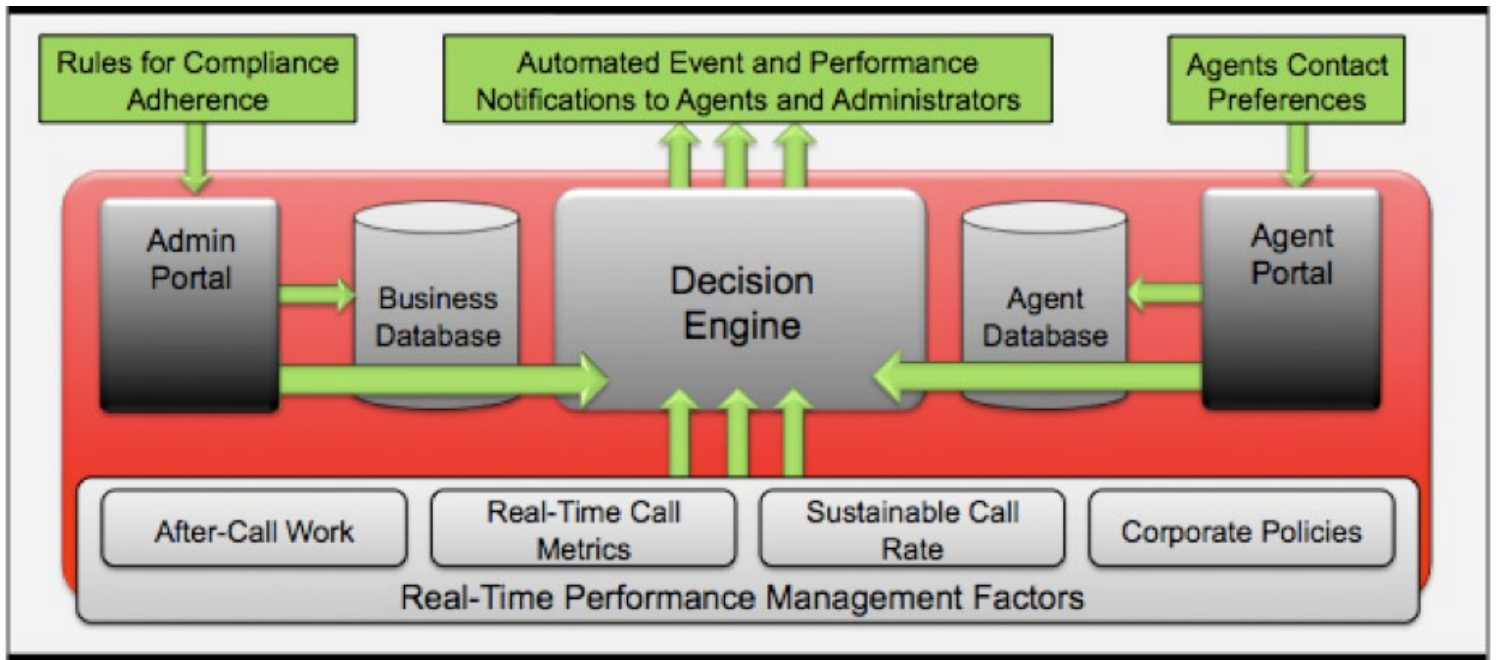 Rules for Compliance
Adherence
Automated Event and Performance
Notifications to Agents and Administrators
Agents Contact
Preferences
Admin
Portal
Business
Database
Decision
Engine
Agent
Database
Agent
Portal
After-Call Work
Real-Time Call
Metrics
Sustainable Call
Rate
Corporate Policies
Real-Time Performance Management Factors